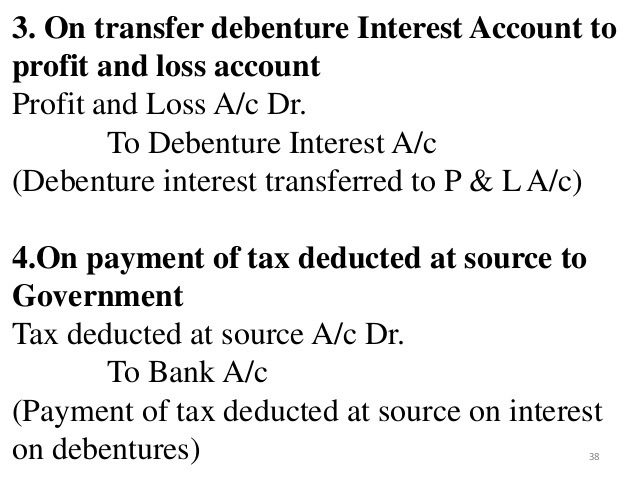 3. On transfer debenture Interest Account to
profit and loss account
Profit and Loss A/c Dr.
To Debenture Interest A/c
(Debenture interest transferred to P & L A/c)
4.On payment of tax deducted at source to
Government
Tax deducted at source A/c Dr.
To Bank A/c
(Payment of tax deducted at source on interest
on debentures)
38